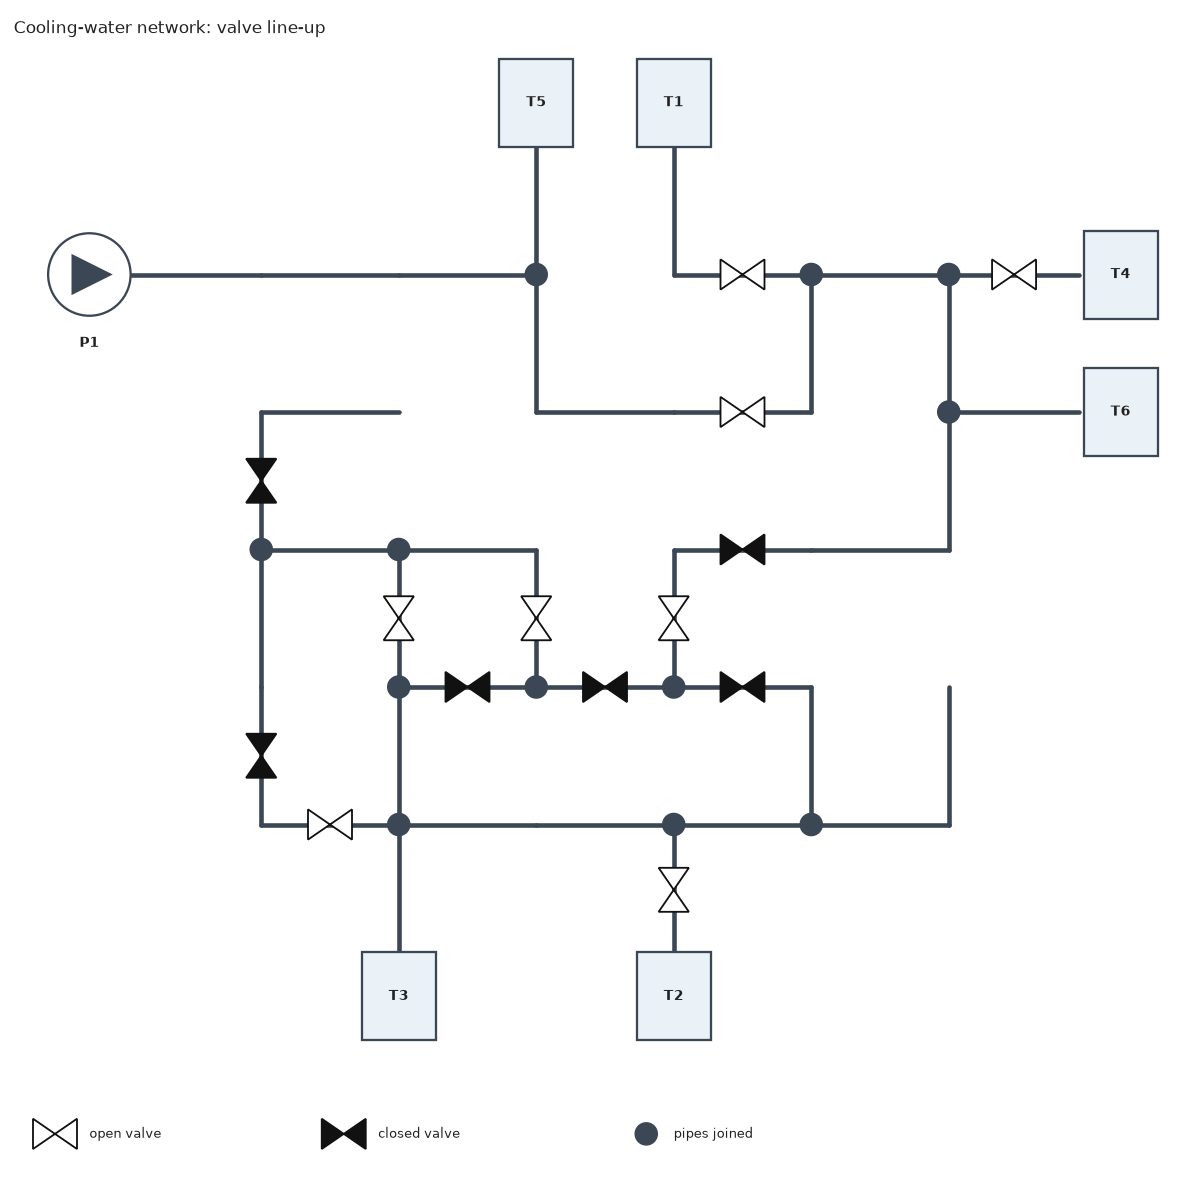 Cooling-water network: valve line-up
T5
T1
T4
P1
T6
T3
T2
open valve
closed valve
pipes joined